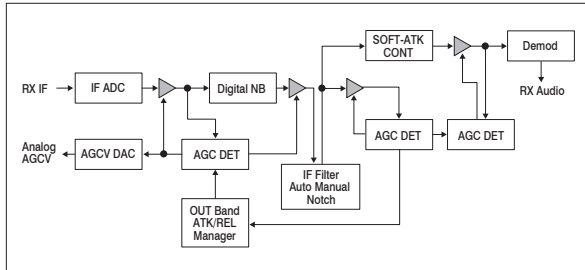 SOFT-ATK
CONT
Demod
RX Audio
RX IF
IF ADC
Digital NB
Analog
AGCV
AGCV DAC
AGC DET
AGC DET
AGC DET
IF Filter
Auto Manual
Notch
OUT Band
ATK/REL
Manager